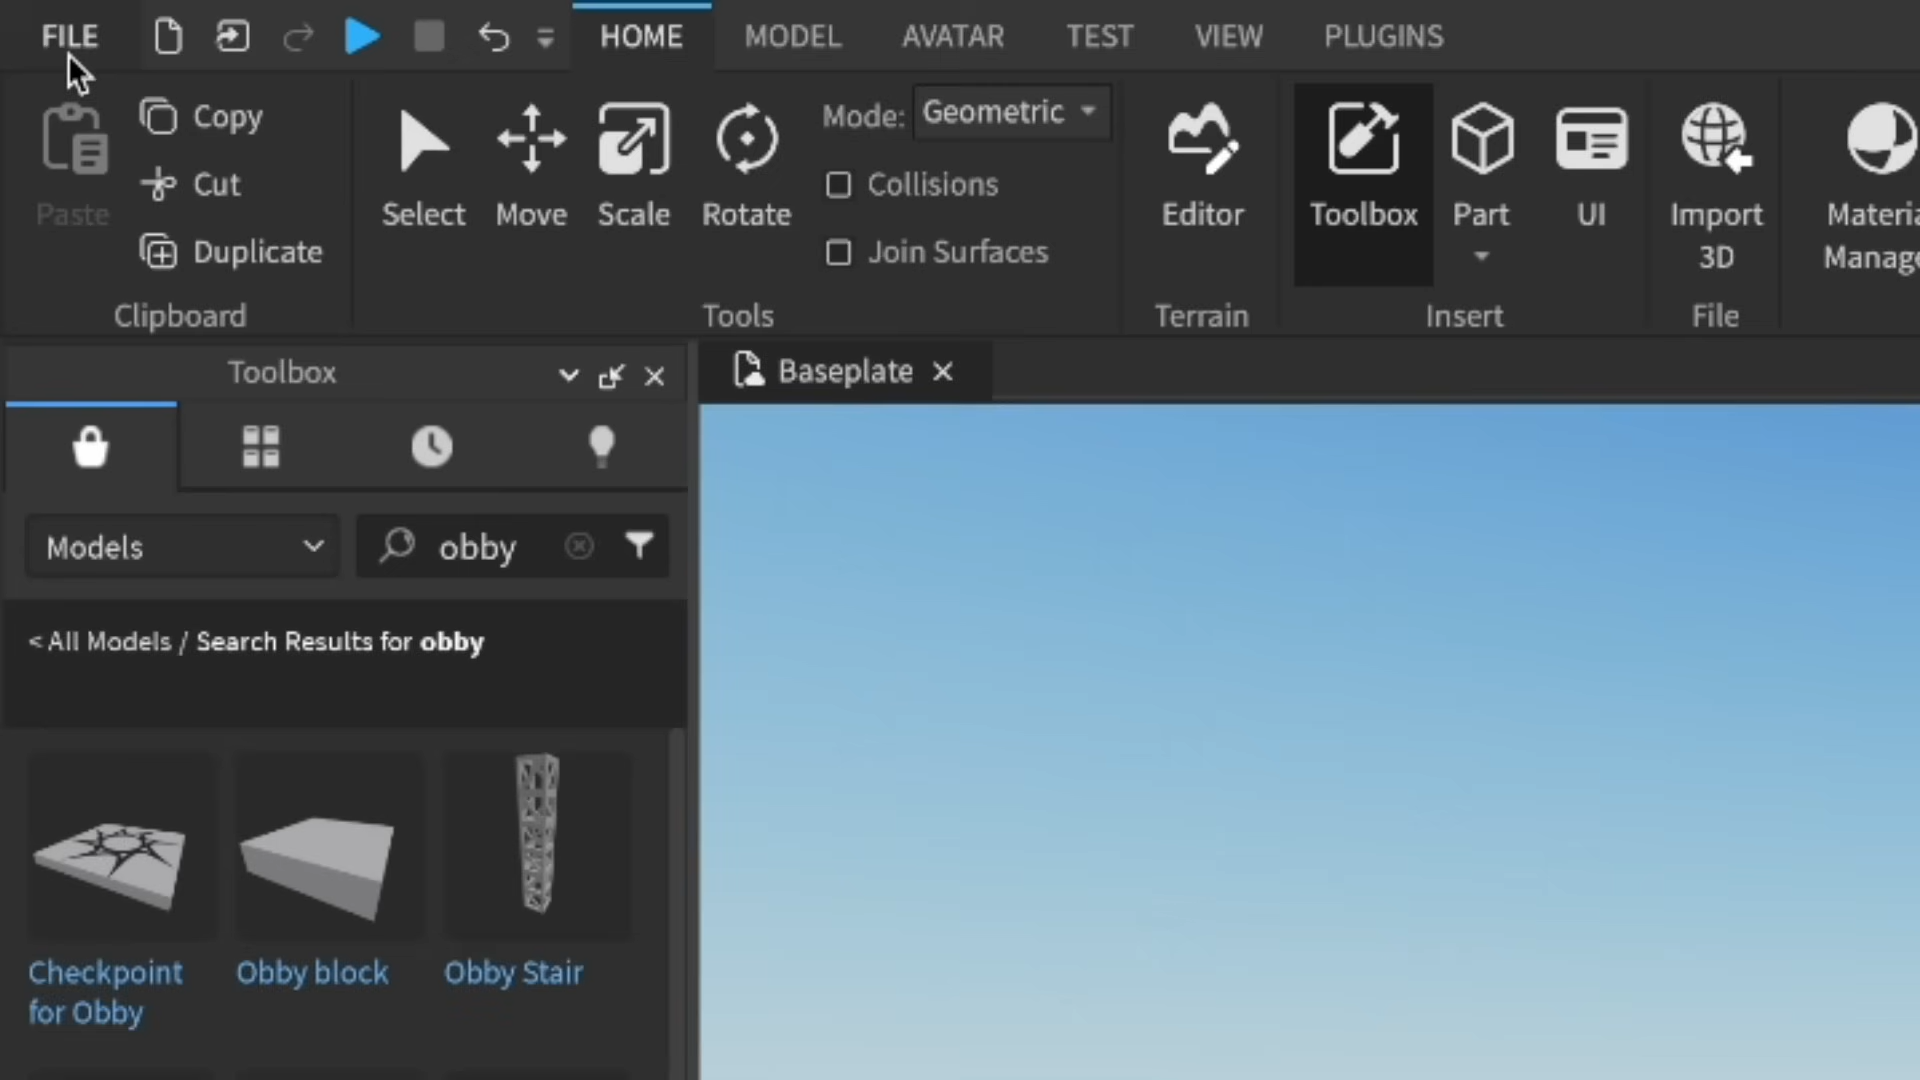 FILE
HOME
MODEL
AVATAR
TEST
VIEW
PLUGINS
Paste
Copy
Cut
Duplicate
Clipboard
Select
Move
Scale
Rotate
Mode: Geometric
Collisions
Join Surfaces
Tools
Editor
Terrain
Toolbox
Part
UI
Insert
Import
3D
File
Materia
Manage
Toolbox
Baseplate
Models
obby
< All Models / Search Results for obby
Checkpoint
for Obby
Obby block
Obby Stair